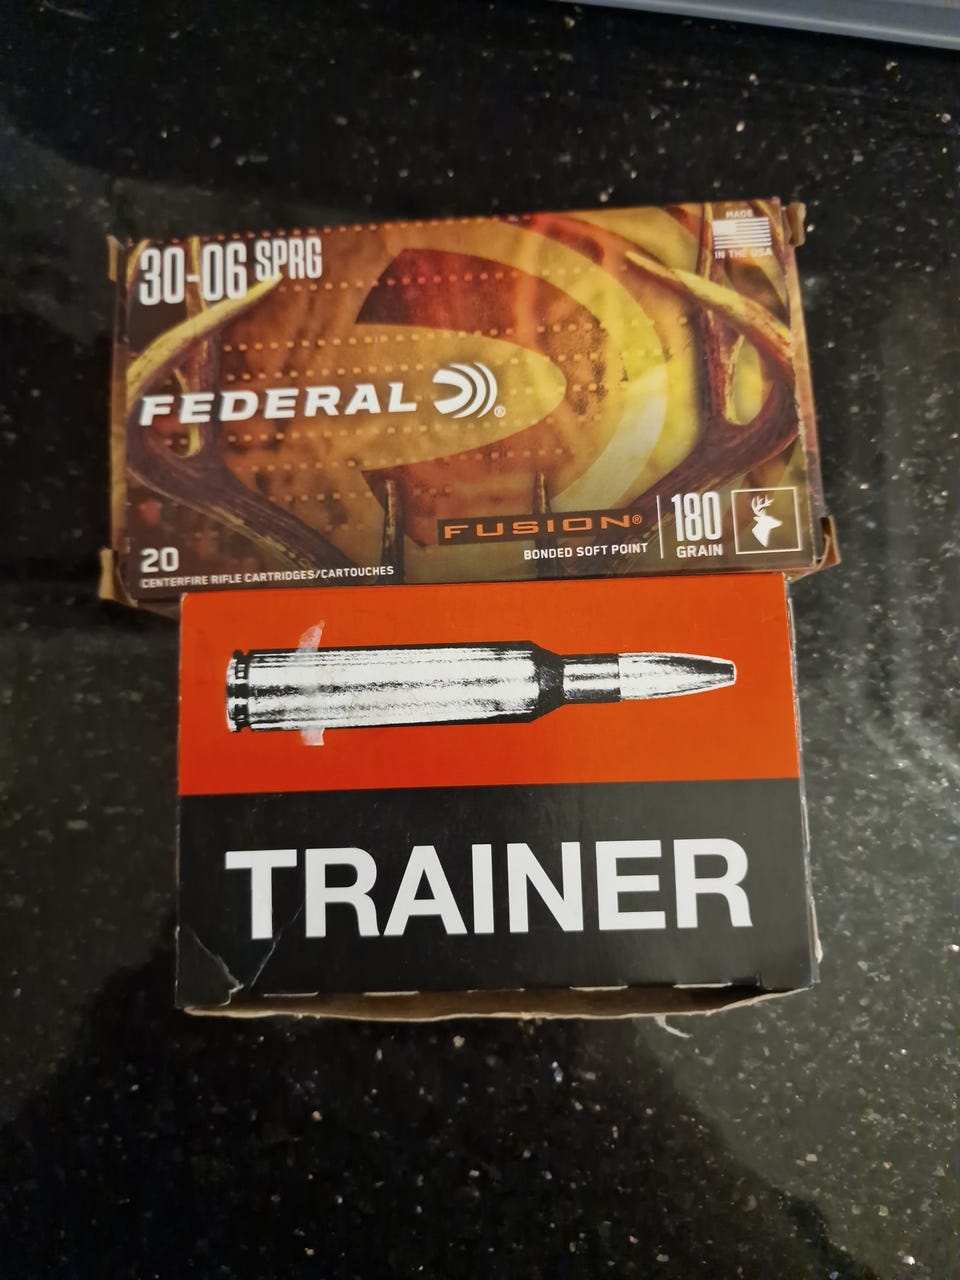 MADE
IN THE USA
30-06 SPRG
FEDERAL ®
FUSION®
BONDED SOFT POINT
180
GRAIN
20
CENTERFIRE RIFLE CARTRIDGES/CARTOUCHES
TRAINER